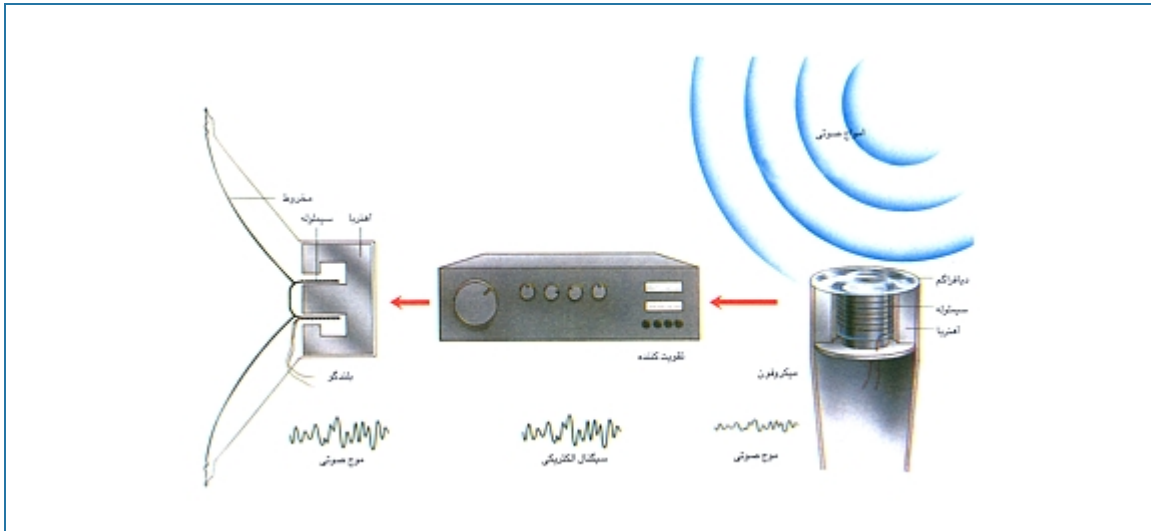 امواج صوتی
دیافراگم
سیملوله
آهنربا
میکروفون
موج صوتی
تقویت کننده
سیگنال الکتریکی
آهنربا
سیملوله
مخروط
بلندگو
موج صوتی